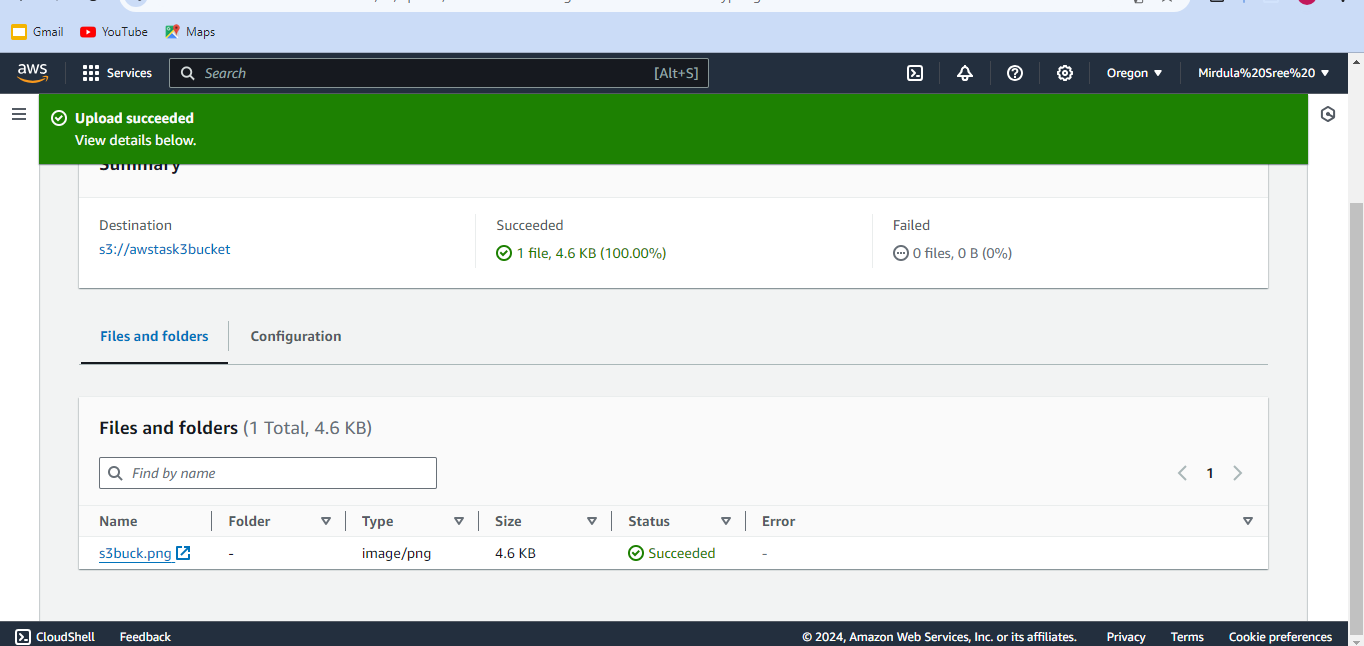 Gmail YouTube Maps
aws Services Search [Alt+S] Oregon Mirdula%20Sree%20
Upload succeeded
View details below.
Summary
Destination Succeeded Failed
s3://awstask3bucket 1 file, 4.6 KB (100.00%) 0 files, 0 B (0%)
Files and folders Configuration
Files and folders (1 Total, 4.6 KB)
Find by name 1
Name Folder Type Size Status Error
s3buck.png - image/png 4.6 KB Succeeded -
CloudShell Feedback © 2024, Amazon Web Services, Inc. or its affiliates. Privacy Terms Cookie preferences